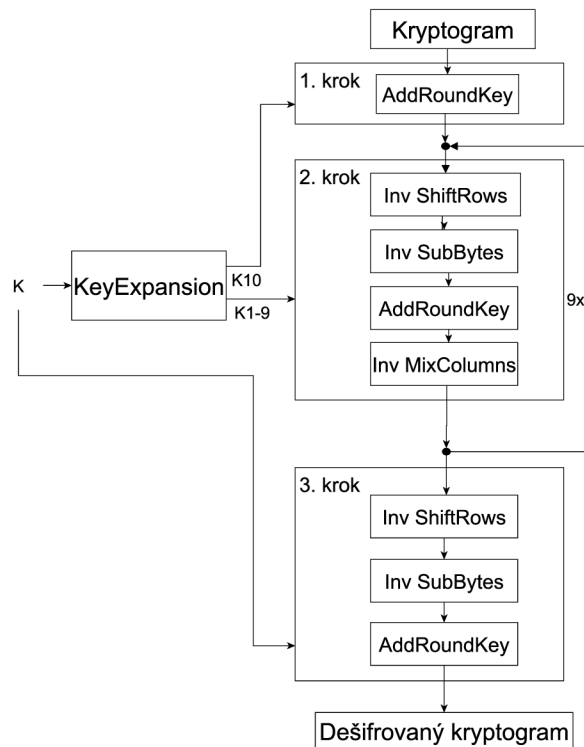 Kryptogram
1. krok
AddRoundKey
2. krok
Inv ShiftRows
Inv SubBytes
K
KeyExpansion
K10
K1-9
AddRoundKey
9x
Inv MixColumns
3. krok
Inv ShiftRows
Inv SubBytes
AddRoundKey
Dešifrovaný kryptogram